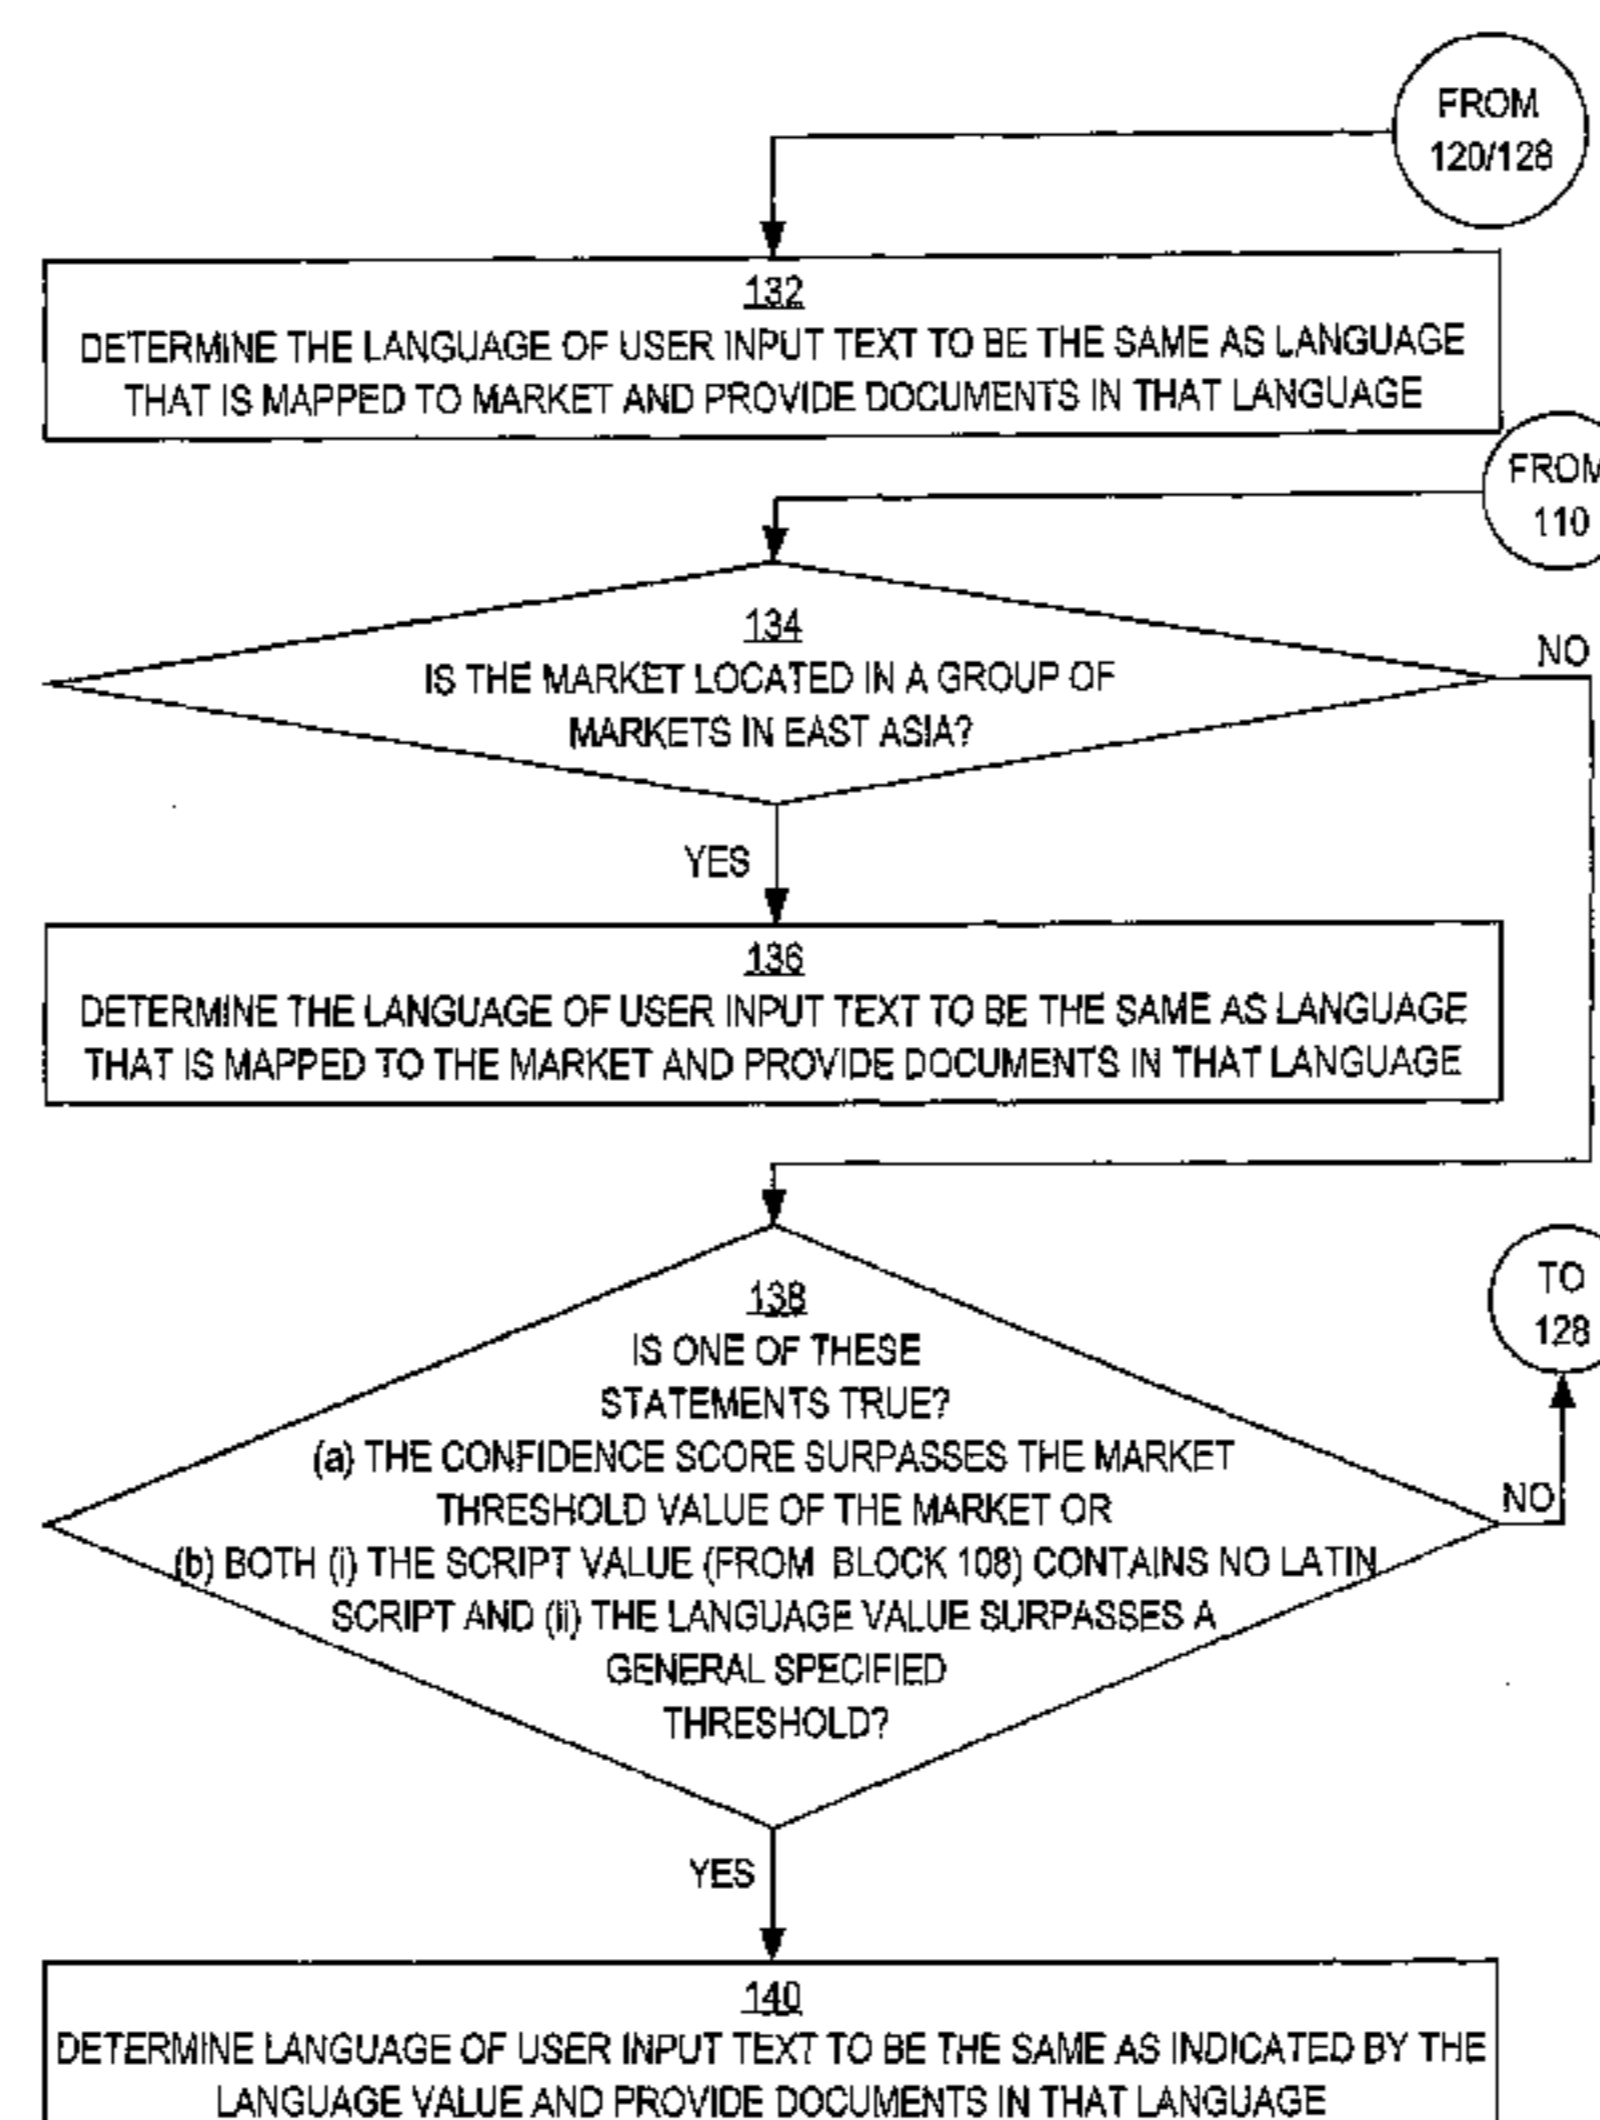 FROM
120/128
132
DETERMINE THE LANGUAGE OF USER INPUT TEXT TO BE THE SAME AS LANGUAGE
THAT IS MAPPED TO MARKET AND PROVIDE DOCUMENTS IN THAT LANGUAGE
FROM
110
134
IS THE MARKET LOCATED IN A GROUP OF
MARKETS IN EAST ASIA?
NO
YES
136
DETERMINE THE LANGUAGE OF USER INPUT TEXT TO BE THE SAME AS LANGUAGE
THAT IS MAPPED TO THE MARKET AND PROVIDE DOCUMENTS IN THAT LANGUAGE
138
IS ONE OF THESE
STATEMENTS TRUE?
(a) THE CONFIDENCE SCORE SURPASSES THE MARKET
THRESHOLD VALUE OF THE MARKET OR
(b) BOTH (i) THE SCRIPT VALUE (FROM BLOCK 108) CONTAINS NO LATIN
SCRIPT AND (ii) THE LANGUAGE VALUE SURPASSES A
GENERAL SPECIFIED
THRESHOLD?
TO
128
NO
YES
140
DETERMINE LANGUAGE OF USER INPUT TEXT TO BE THE SAME AS INDICATED BY THE
LANGUAGE VALUE AND PROVIDE DOCUMENTS IN THAT LANGUAGE